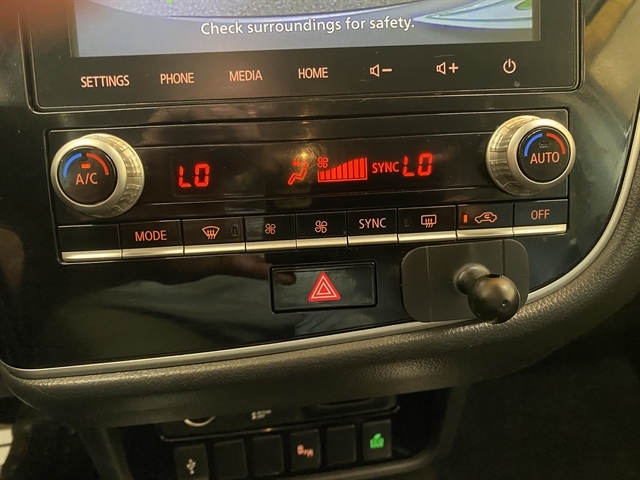 Check surroundings for safety.
SETTINGS PHONE MEDIA HOME
A/C LO SYNC LO AUTO
MODE SYNC OFF